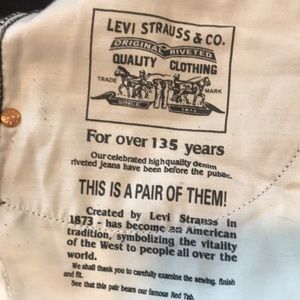 LEVI STRAUSS & CO.
ORIGINAL RIVETED
QUALITY CLOTHING
TRADE MARK
SINCE 1873
For over 135 years
Our celebrated high quality denim
riveted jeans have been before the public.
THIS IS A PAIR OF THEM!
Created by Levi Strauss in
1873 - has become an American
tradition, symbolizing the vitality
of the West to people all over the
world.
We shall thank you to carefully examine the sewing, finish
and fit.
See that this pair bears our famous Red Tab.